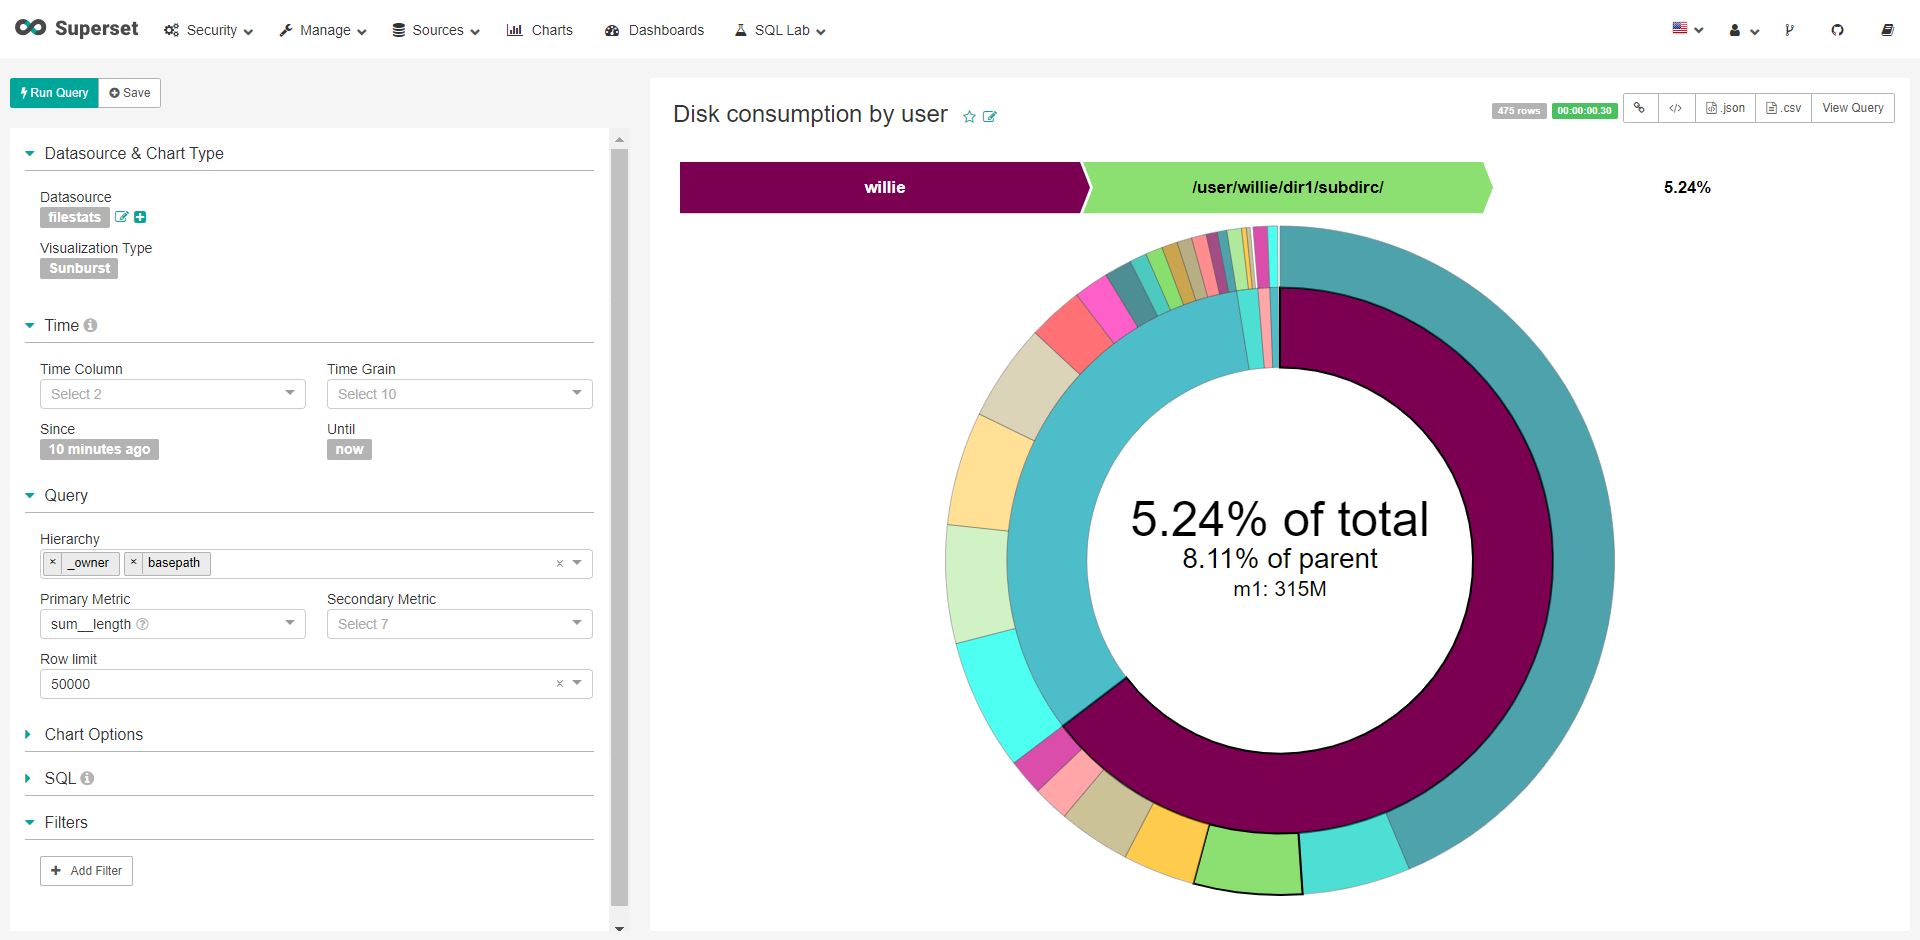 Superset Security Manage Sources Charts Dashboards SQL Lab
Run Query Save
Datasource & Chart Type
Datasource
filestats
Visualization Type
Sunburst
Time
Time Column Time Grain
Select 2 Select 10
Since Until
10 minutes ago now
Query
Hierarchy
× _owner × basepath ×
Primary Metric Secondary Metric
sum__length Select 7
Row limit
50000 ×
Chart Options
SQL
Filters
Add Filter
Disk consumption by user
475 rows 00:00:00.30 .json .csv View Query
willie /user/willie/dir1/subdirc/ 5.24%
5.24% of total
8.11% of parent
m1: 315M